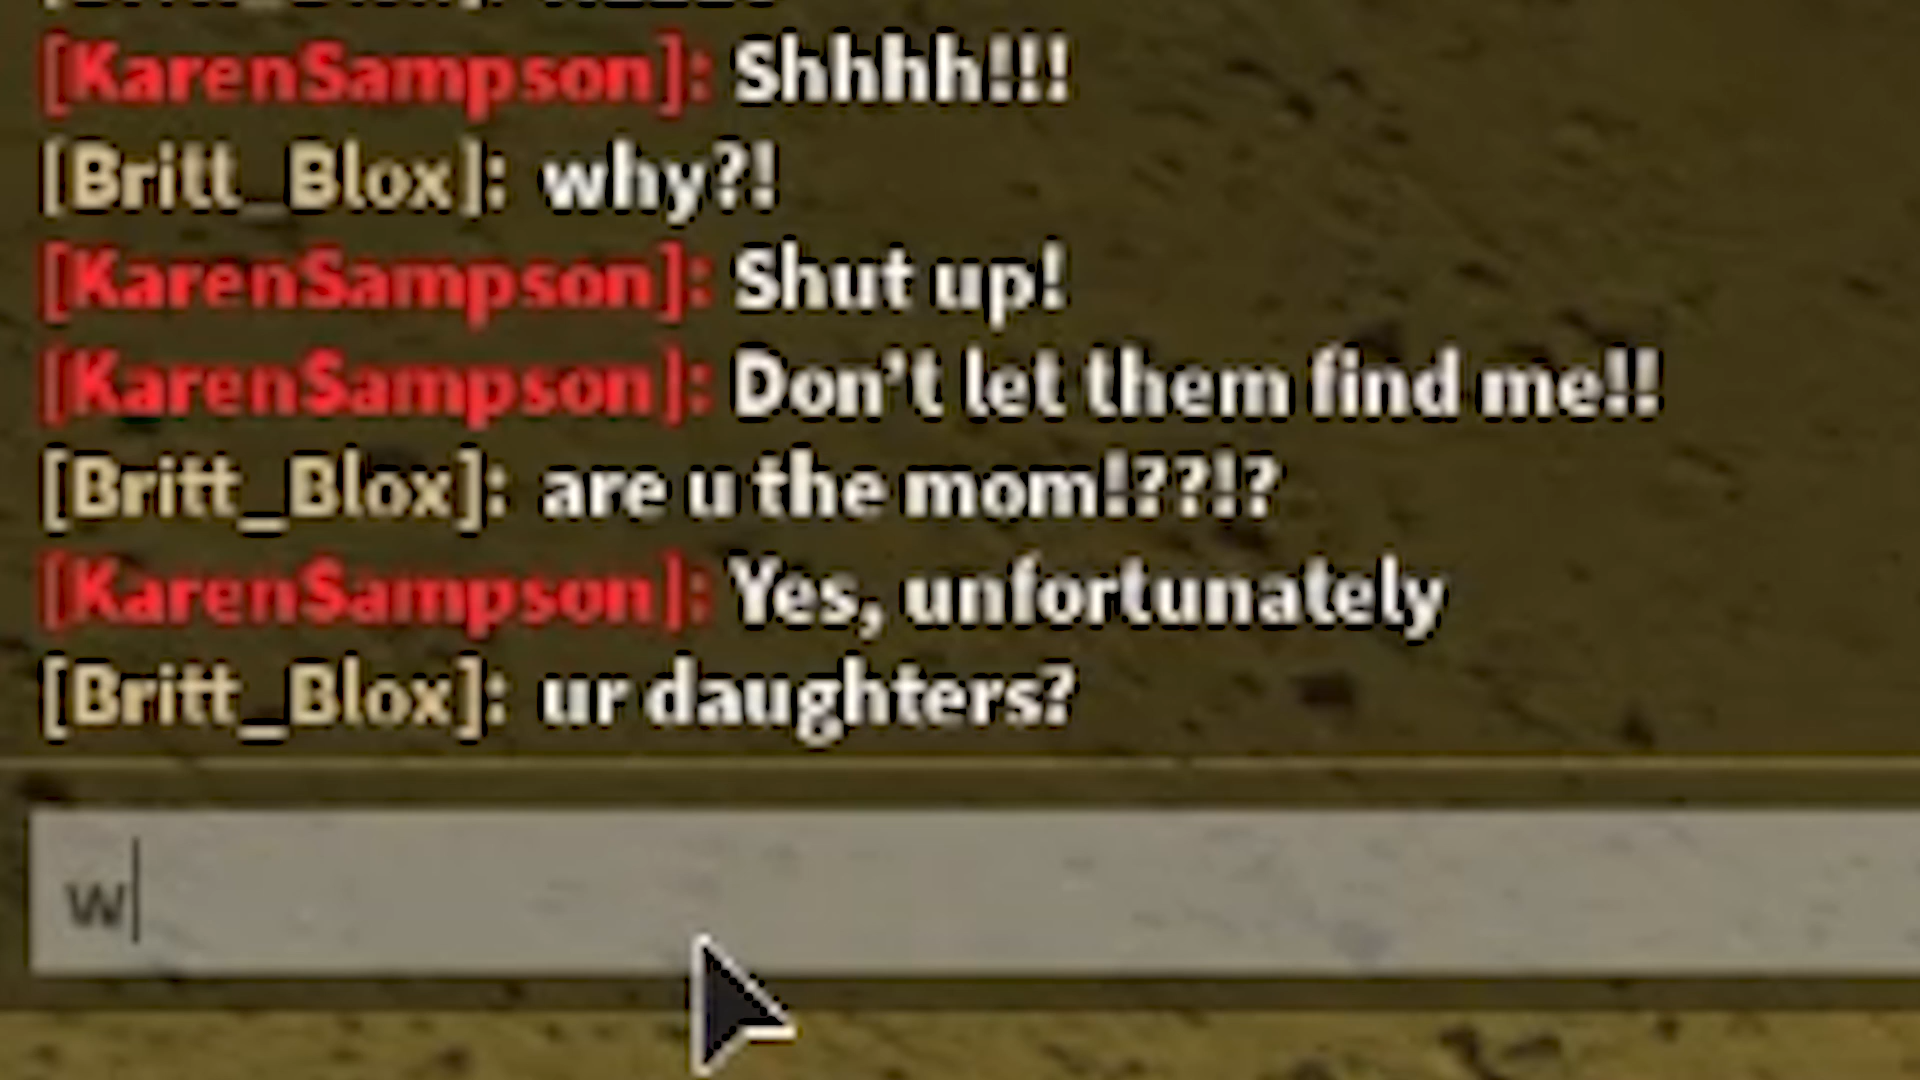 [KarenSampson]: Shhhh!!!
[Britt_Blox]: why?!
[KarenSampson]: Shut up!
[KarenSampson]: Don't let them find me!!
[Britt_Blox]: are u the mom!??!?
[KarenSampson]: Yes, unfortunately
[Britt_Blox]: ur daughters?
w